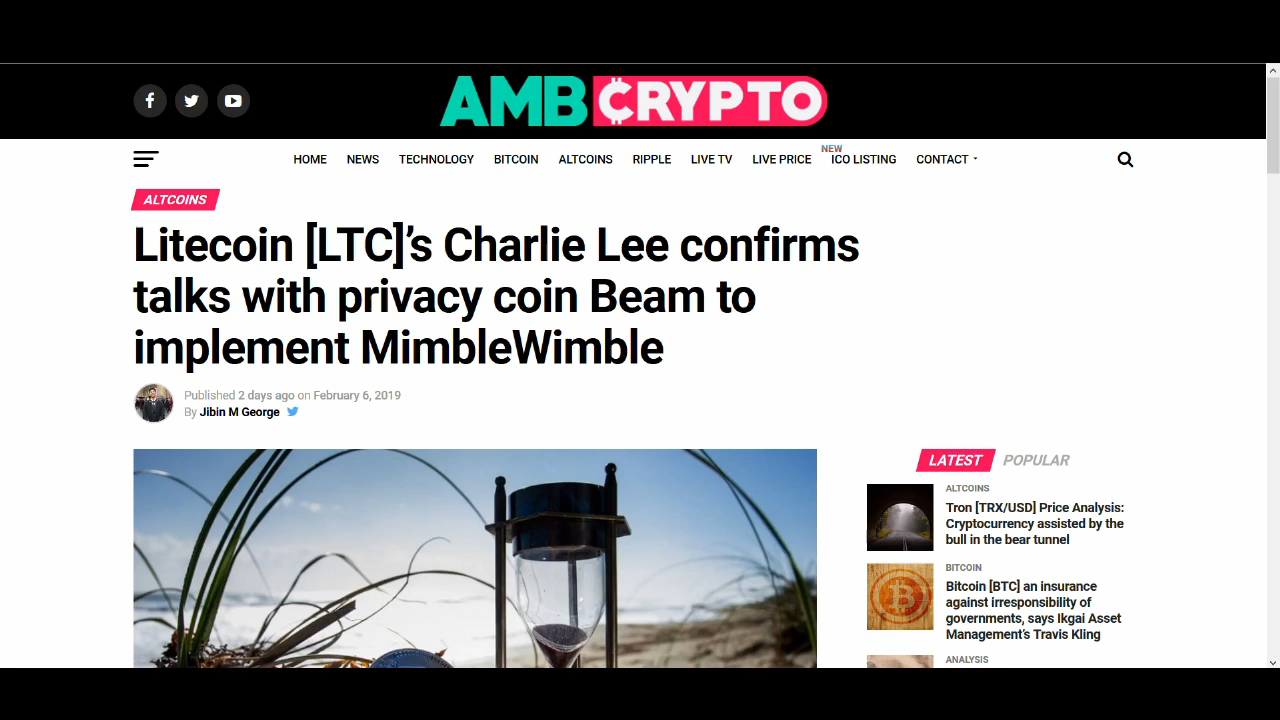 AMBCRYPTO
HOME NEWS TECHNOLOGY BITCOIN ALTCOINS RIPPLE LIVE TV LIVE PRICE NEW ICO LISTING CONTACT
ALTCOINS
Litecoin [LTC]’s Charlie Lee confirms
talks with privacy coin Beam to
implement MimbleWimble
Published 2 days ago on February 6, 2019
By Jibin M George
LATEST POPULAR
ALTCOINS
Tron [TRX/USD] Price Analysis:
Cryptocurrency assisted by the
bull in the bear tunnel
BITCOIN
Bitcoin [BTC] an insurance
against irresponsibility of
governments, says Ikgai Asset
Management’s Travis Kling
ANALYSIS